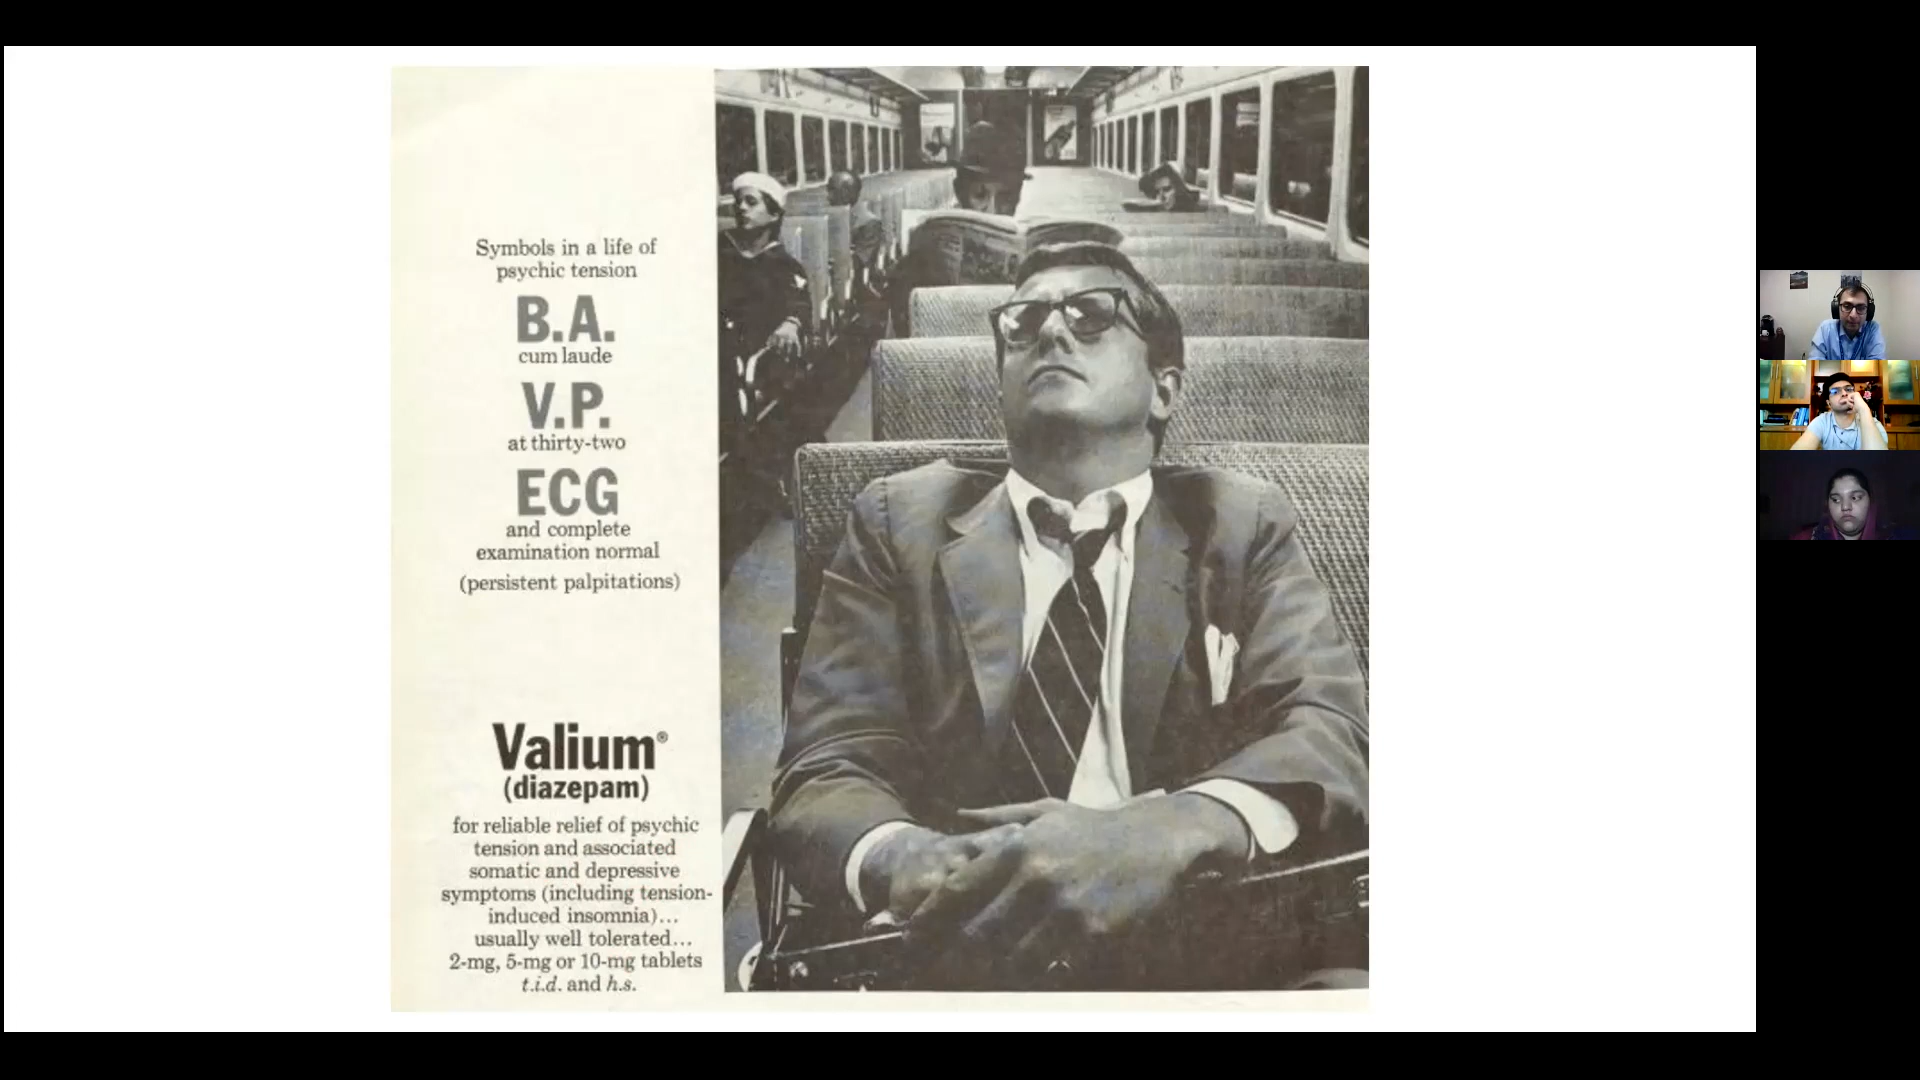 Symbols in a life of
psychic tension
B.A.
cum laude
V.P.
at thirty-two
ECG
and complete
examination normal
(persistent palpitations)
Valium®
(diazepam)
for reliable relief of psychic
tension and associated
somatic and depressive
symptoms (including tension-
induced insomnia)...
usually well tolerated...
2-mg, 5-mg or 10-mg tablets
t.i.d. and h.s.